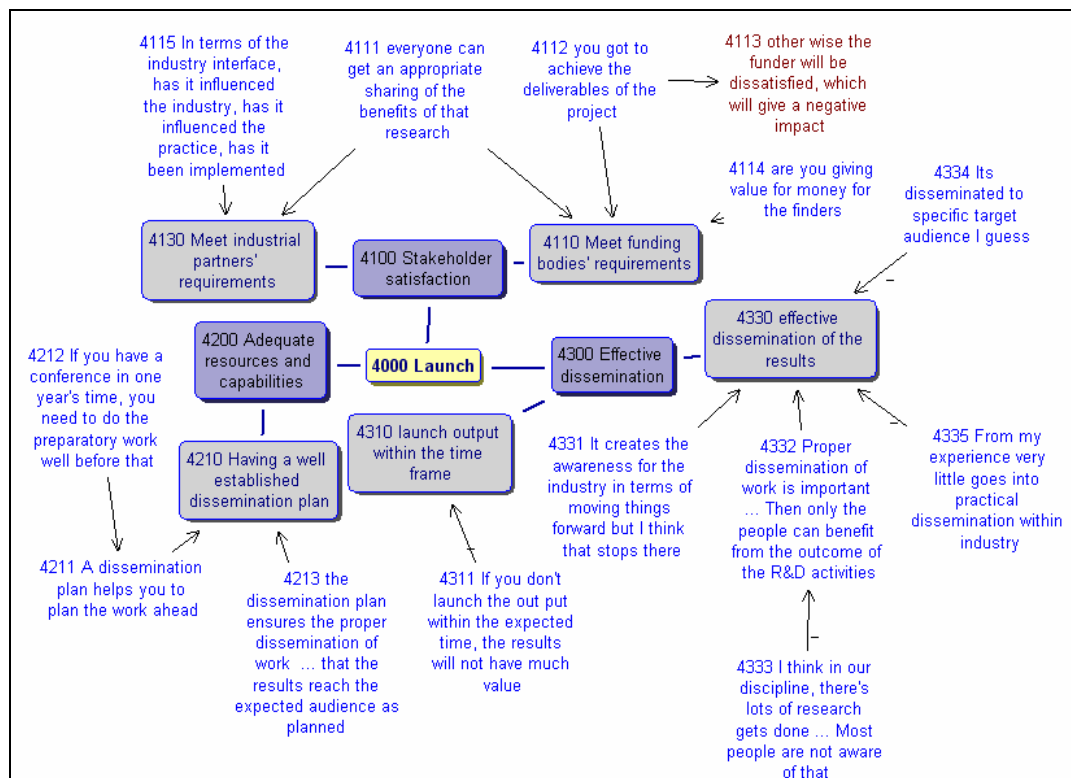 4115 In terms of the
industry interface,
has it influenced
the industry, has it
influenced the
practice, has it
been implemented
4111 everyone can
get an appropriate
sharing of the
benefits of that
research
4112 you got to
achieve the
deliverables of the
project
4113 other wise the
funder will be
dissatisfied, which
will give a negative
impact
4114 are you giving
value for money for
the finders
4334 Its
disseminated to
specific target
audience I guess
4130 Meet industrial
partners'
requirements
4100 Stakeholder
satisfaction
4110 Meet funding
bodies' requirements
4330 effective
dissemination of the
results
4200 Adequate
resources and
capabilities
4000 Launch
4300 Effective
dissemination
4212 If you have a
conference in one
year's time, you
need to do the
preparatory work
well before that
4210 Having a well
established
dissemination plan
4310 launch output
within the time
frame
4331 It creates the
awareness for the
industry in terms of
moving things
forward but I think
that stops there
4332 Proper
dissemination of
work is important
... Then only the
people can benefit
from the outcome of
the R&D activities
4335 From my
experience very
little goes into
practical
dissemination within
industry
4211 A dissemination
plan helps you to
plan the work ahead
4213 the
dissemination plan
ensures the proper
dissemination of
work ... that the
results reach the
expected audience as
planned
4311 If you don't
launch the out put
within the expected
time, the results
will not have much
value
4333 I think in our
discipline, there's
lots of research
gets done ... Most
people are not aware
of that